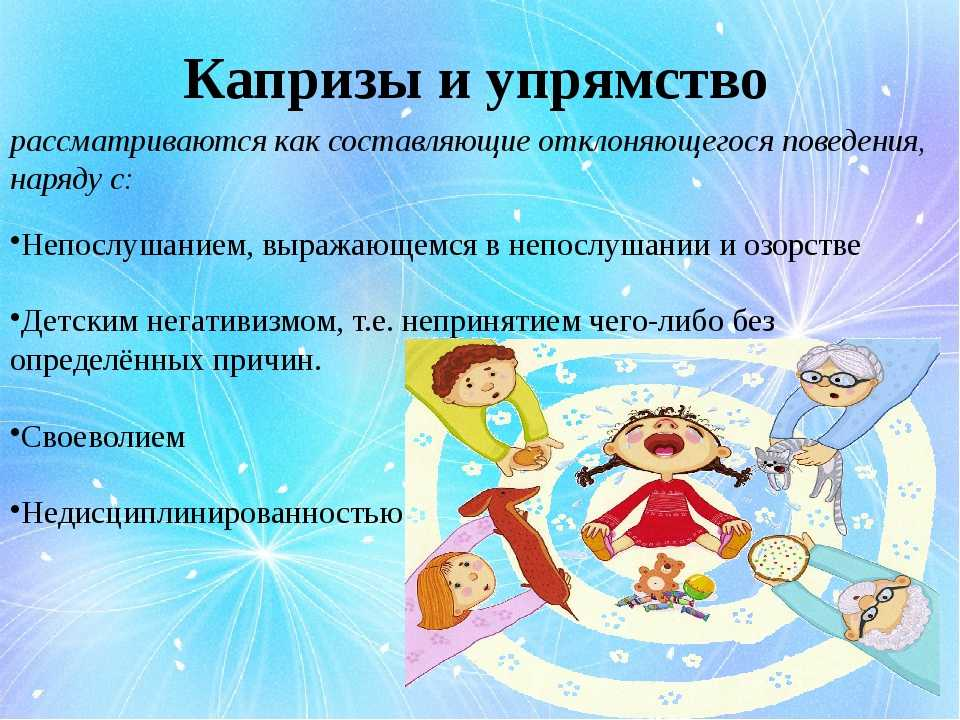 Капризы и упрямство
рассматриваются как составляющие отклоняющегося поведения,
наряду с:
•Непослушанием, выражающемся в непослушании и озорстве
•Детским негативизмом, т.е. непринятием чего-либо без
определённых причин.
•Своеволием
•Недисциплинированностью